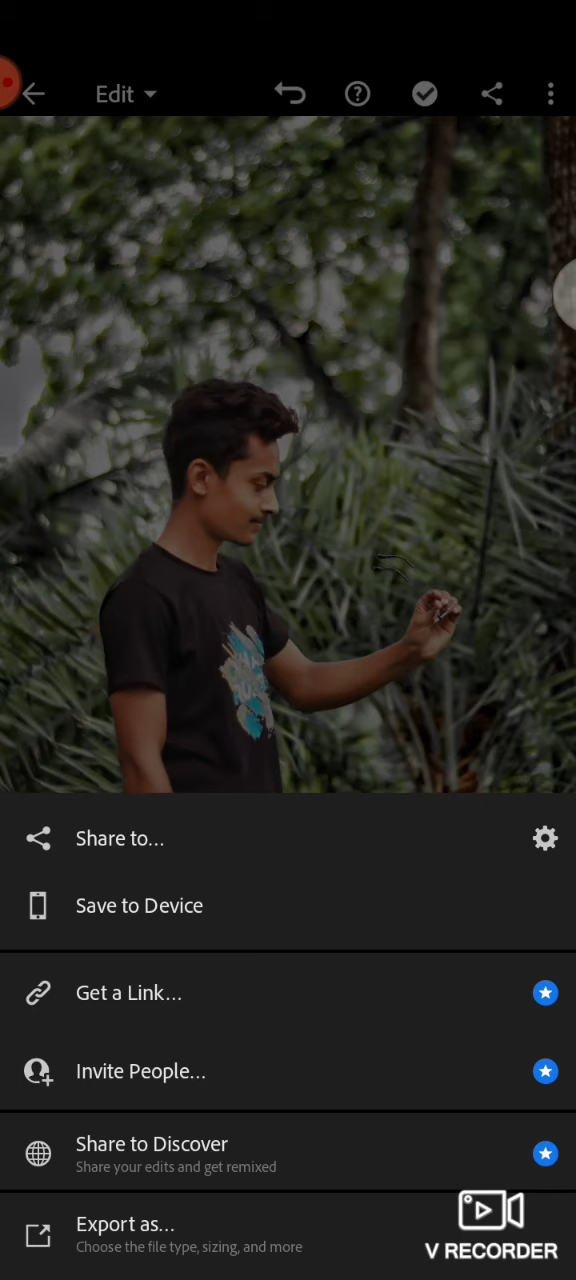 Edit
Share to...
Save to Device
Get a Link...
Invite People...
Share to Discover
Share your edits and get remixed
Export as...
Choose the file type, sizing, and more
V RECORDER